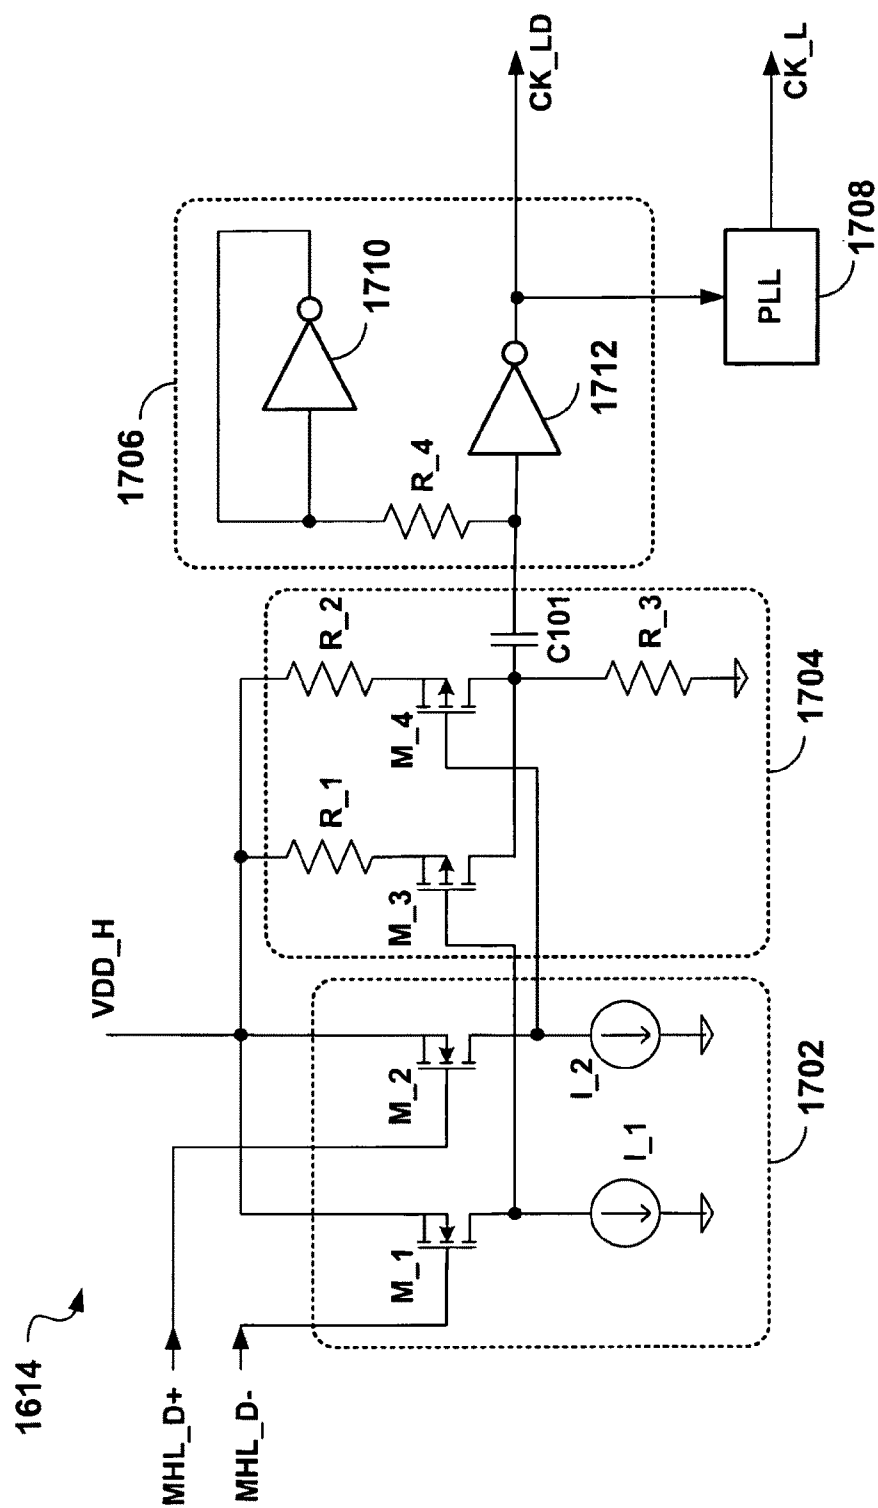 1614
MHL_D+
MHL_D-
VDD_H
M_1
M_2
I_1
I_2
1702
R_1
R_2
M_3
M_4
C101
R_3
1704
1706
R_4
1710
1712
CK_LD
PLL
1708
CK_L